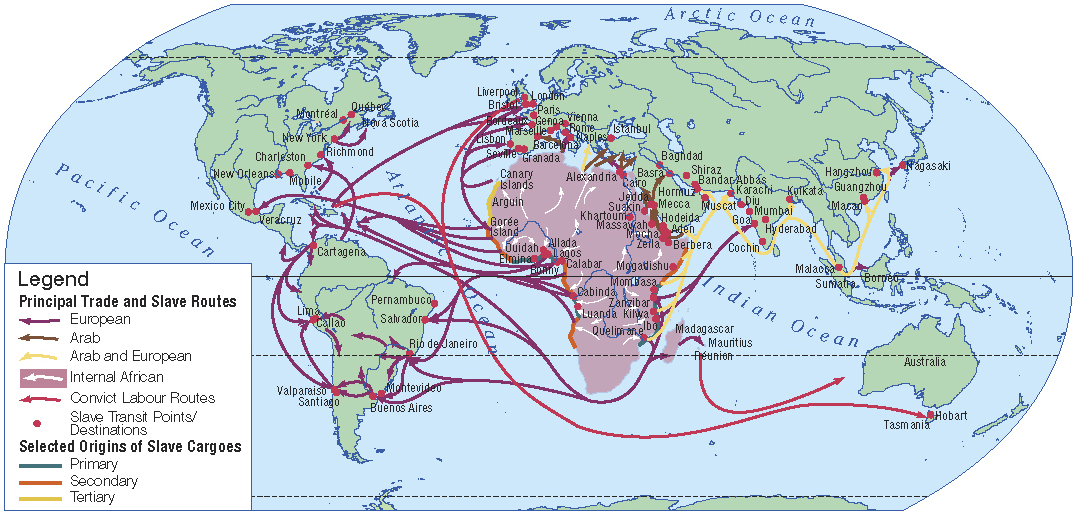 Arctic Ocean
Pacific Ocean
Atlantic Ocean
Indian Ocean
Québec
Montréal
Nova Scotia
New York
Richmond
Charleston
New Orleans
Mobile
Mexico City
Veracruz
Cartagena
Lima
Callao
Pernambuco
Salvador
Rio de Janeiro
Valparaiso
Santiago
Montevideo
Buenos Aires
Liverpool
London
Bristol
Paris
Bordeaux
Genoa
Vienna
Marseille
Rome
Lisbon
Naples
Istanbul
Barcelona
Seville
Granada
Canary
Islands
Arguin
Gorée
Island
Ouidah
Allada
Lagos
Elmina
Bonny
Calabar
Cabinda
Luanda
Alexandria
Cairo
Baghdad
Basra
Shiraz
Bandar Abbas
Hormuz
Jedda
Mecca
Suakin
Muscat
Khartoum
Massawah
Hodeida
Mocha
Aden
Zeila
Berbera
Mogadishu
Mombasa
Zanzibar
Kilwa
Ibo
Quelimane
Madagascar
Mauritius
Réunion
Karachi
Diu
Kolkata
Mumbai
Goa
Hyderabad
Cochin
Hangzhou
Nagasaki
Guangzhou
Macao
Malacca
Sumatra
Borneo
Australia
Hobart
Tasmania
Legend
Principal Trade and Slave Routes
European
Arab
Arab and European
Internal African
Convict Labour Routes
Slave Transit Points/
Destinations
Selected Origins of Slave Cargoes
Primary
Secondary
Tertiary